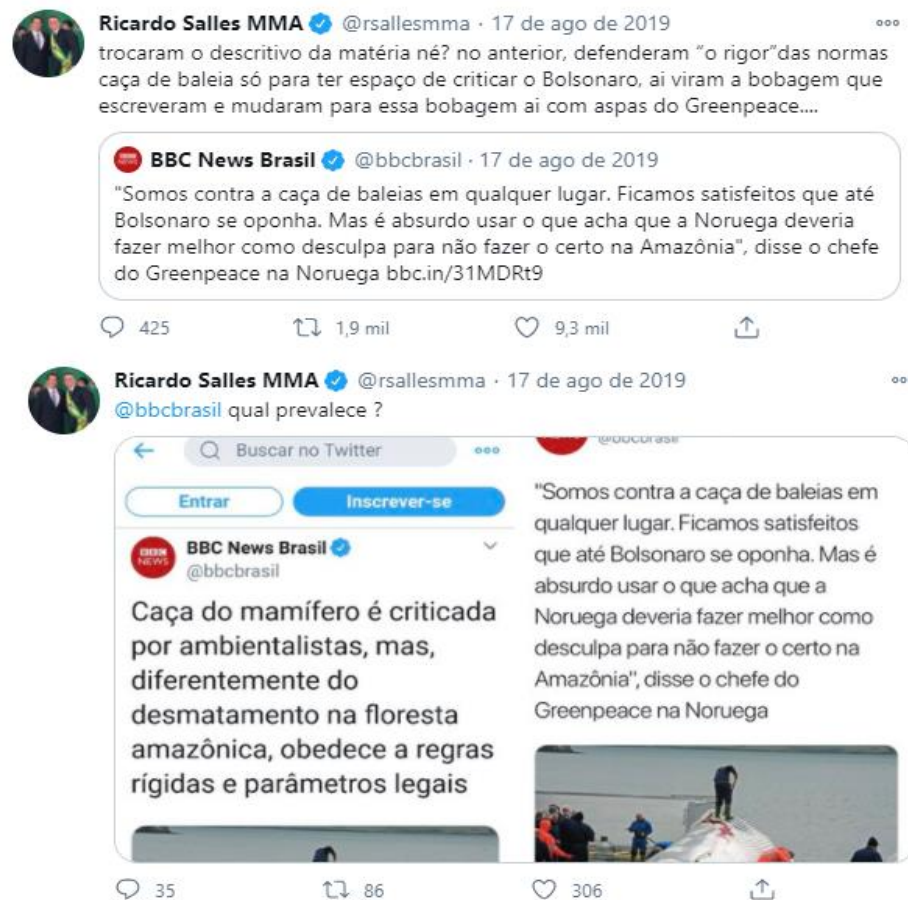 Ricardo Salles MMA @rsallesmma · 17 de ago de 2019
trocaram o descritivo da matéria né? no anterior, defenderam “o rigor”das normas
caça de baleia só para ter espaço de criticar o Bolsonaro, ai viram a bobagem que
escreveram e mudaram para essa bobagem ai com aspas do Greenpeace....
BBC News Brasil @bbcbrasil · 17 de ago de 2019
"Somos contra a caça de baleias em qualquer lugar. Ficamos satisfeitos que até
Bolsonaro se oponha. Mas é absurdo usar o que acha que a Noruega deveria
fazer melhor como desculpa para não fazer o certo na Amazônia", disse o chefe
do Greenpeace na Noruega bbc.in/31MDRt9
425 1,9 mil 9,3 mil
Ricardo Salles MMA @rsallesmma · 17 de ago de 2019
@bbcbrasil qual prevalece ?
Buscar no Twitter
Entrar Inscrever-se
BBC NEWS
BBC News Brasil
@bbcbrasil
Caça do mamífero é criticada
por ambientalistas, mas,
diferentemente do
desmatamento na floresta
amazônica, obedece a regras
rígidas e parâmetros legais
@bbcbrasil
"Somos contra a caça de baleias em
qualquer lugar. Ficamos satisfeitos
que até Bolsonaro se oponha. Mas é
absurdo usar o que acha que a
Noruega deveria fazer melhor como
desculpa para não fazer o certo na
Amazônia", disse o chefe do
Greenpeace na Noruega
35 86 306